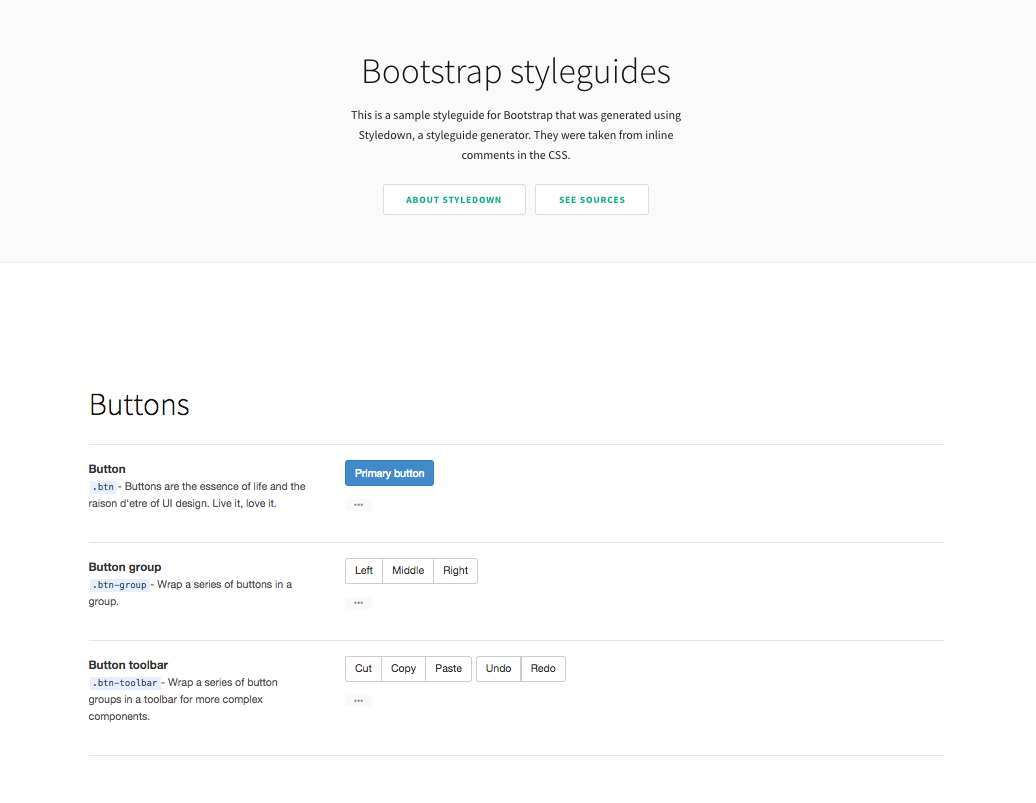 Bootstrap styleguides
This is a sample styleguide for Bootstrap that was generated using
Styledown, a styleguide generator. They were taken from inline
comments in the CSS.
ABOUT STYLEDOWN SEE SOURCES
Buttons
Button
.btn - Buttons are the essence of life and the
raison d'etre of UI design. Live it, love it.
Primary button
•••
Button group
.btn-group - Wrap a series of buttons in a
group.
Left Middle Right
•••
Button toolbar
.btn-toolbar - Wrap a series of button
groups in a toolbar for more complex
components.
Cut Copy Paste Undo Redo
•••